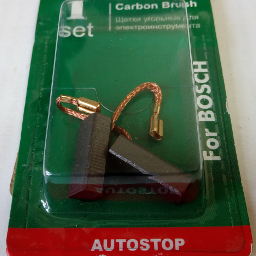 1
set
Carbon Brush
Щетки угольные для
электроинструмента
For BOSCH
AUTOSTOP